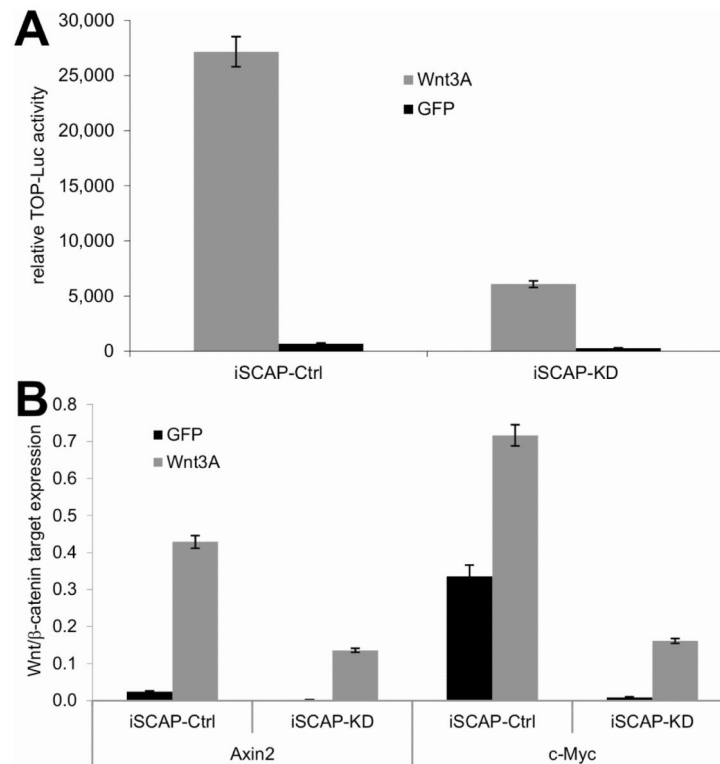 A
relative TOP-Luc activity
30,000
25,000
20,000
15,000
10,000
5,000
0
Wnt3A
GFP
iSCAP-Ctrl iSCAP-KD
B
Wnt/β-catenin target expression
0.8
0.7
0.6
0.5
0.4
0.3
0.2
0.1
0.0
GFP
Wnt3A
iSCAP-Ctrl iSCAP-KD iSCAP-Ctrl iSCAP-KD
Axin2 c-Myc